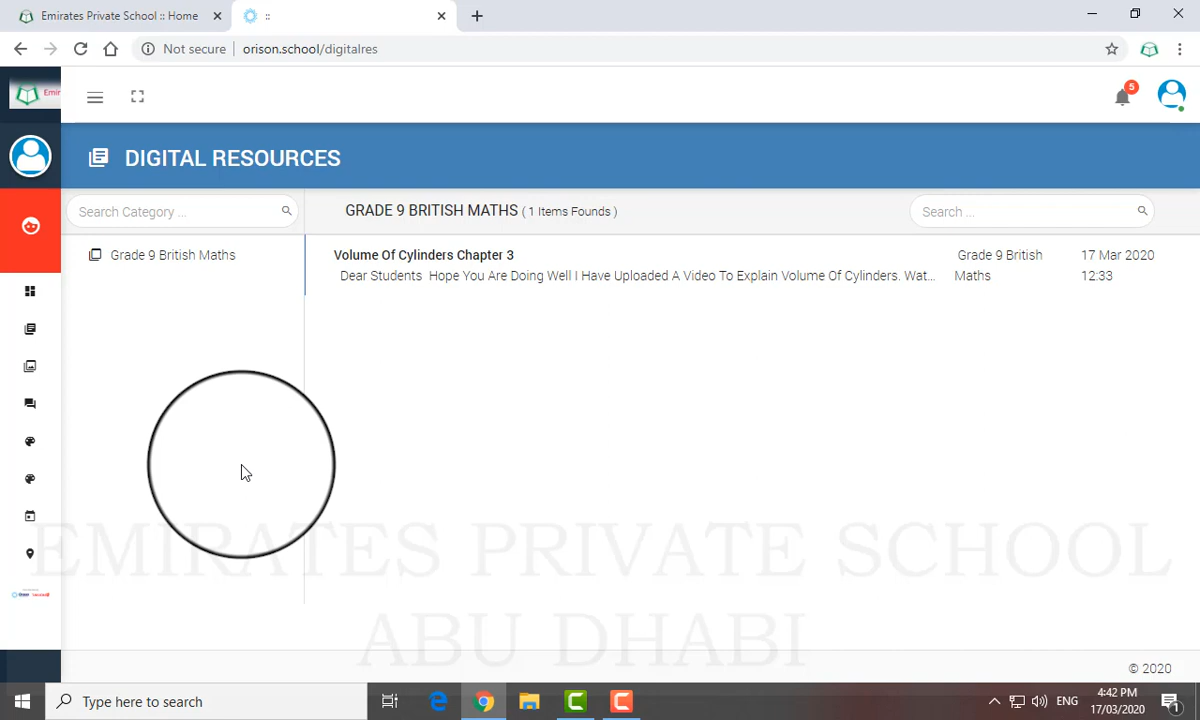 Emirates Private School :: Home
::
Not secure
orison.school/digitalres
Emir
5
DIGITAL RESOURCES
Search Category ...
GRADE 9 BRITISH MATHS ( 1 Items Founds )
Search ...
Grade 9 British Maths
Volume Of Cylinders Chapter 3
Dear Students Hope You Are Doing Well I Have Uploaded A Video To Explain Volume Of Cylinders. Wat...
Grade 9 British
Maths
17 Mar 2020
12:33
EMIRATES PRIVATE SCHOOL
ABU DHABI
© 2020
Type here to search
ENG
4:42 PM
17/03/2020
1